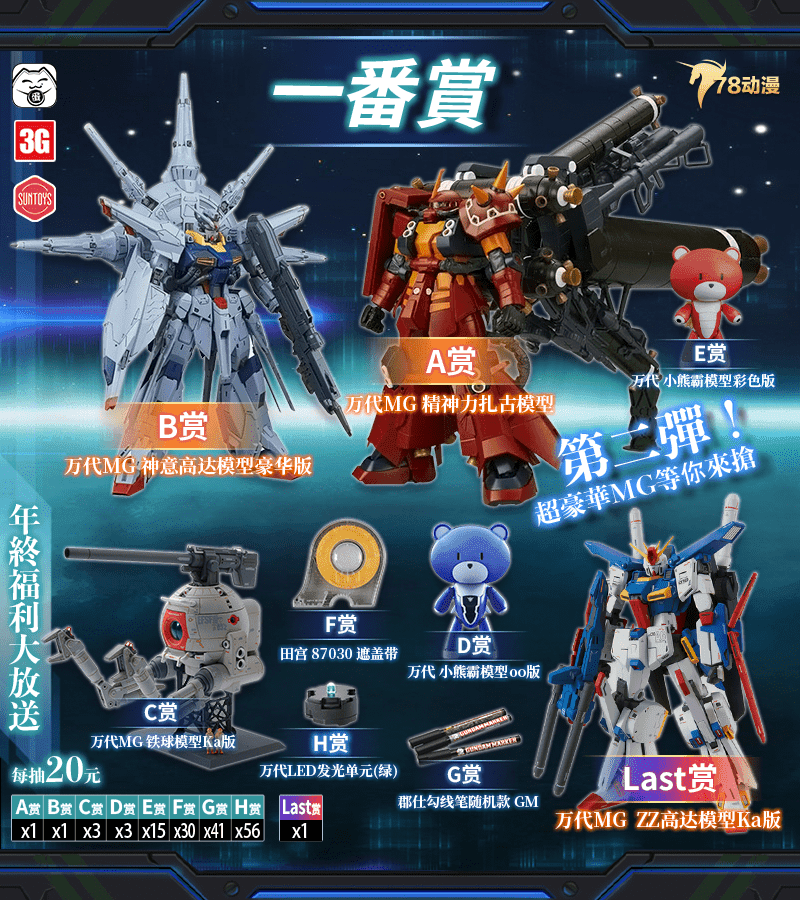 一番賞
78动漫
3G
SUNTOYS
A赏
万代MG 精神力扎古模型
B赏
万代MG 神意高达模型豪华版
E赏
万代 小熊霸模型彩色版
第二彈！
超豪華MG等你來搶
年終福利大放送
C赏
万代MG 铁球模型Ka版
F赏
田宫 87030 遮盖带
D赏
万代 小熊霸模型oo版
H赏
万代LED发光单元(绿)
GUNDAM MARKER
GUNDAM MARKER
G赏
郡仕勾线笔随机款 GM
Last赏
万代MG ZZ高达模型Ka版
每抽20元
A赏 B赏 C赏 D赏 E赏 F赏 G赏 H赏 Last赏
x1 x1 x3 x3 x15 x30 x41 x56 x1